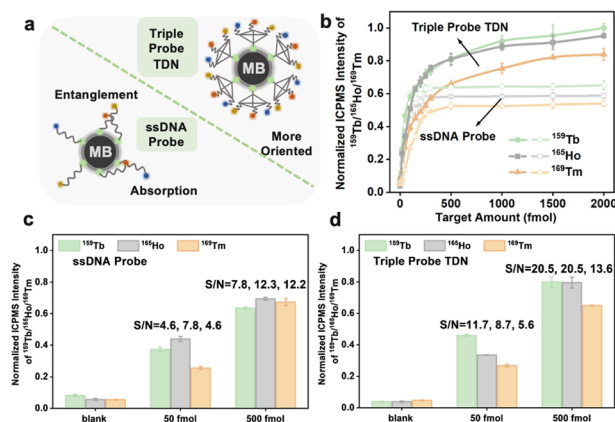 a
Triple
Probe
TDN
MB
Entanglement
ssDNA
Probe
MB
More
Oriented
Absorption
b
Normalized ICPMS Intensity
of ¹⁵⁹Tb/¹⁶⁵Ho/¹⁶⁹Tm
1.0
0.8
0.6
0.4
0.2
0.0
Triple Probe TDN
ssDNA Probe
¹⁵⁹Tb
¹⁶⁵Ho
¹⁶⁹Tm
0 500 1000 1500 2000
Target Amount (fmol)
c
Normalized ICPMS Intensity
of ¹⁵⁹Tb/¹⁶⁵Ho/¹⁶⁹Tm
1.0
0.8
0.6
0.4
0.2
0.0
¹⁵⁹Tb ¹⁶⁵Ho ¹⁶⁹Tm
ssDNA Probe
S/N=7.8, 12.3, 12.2
S/N=4.6, 7.8, 4.6
blank 50 fmol 500 fmol
d
Normalized ICPMS Intensity
of ¹⁵⁹Tb/¹⁶⁵Ho/¹⁶⁹Tm
1.0
0.8
0.6
0.4
0.2
0.0
¹⁵⁹Tb ¹⁶⁵Ho ¹⁶⁹Tm
Triple Probe TDN
S/N=20.5, 20.5, 13.6
S/N=11.7, 8.7, 5.6
blank 50 fmol 500 fmol